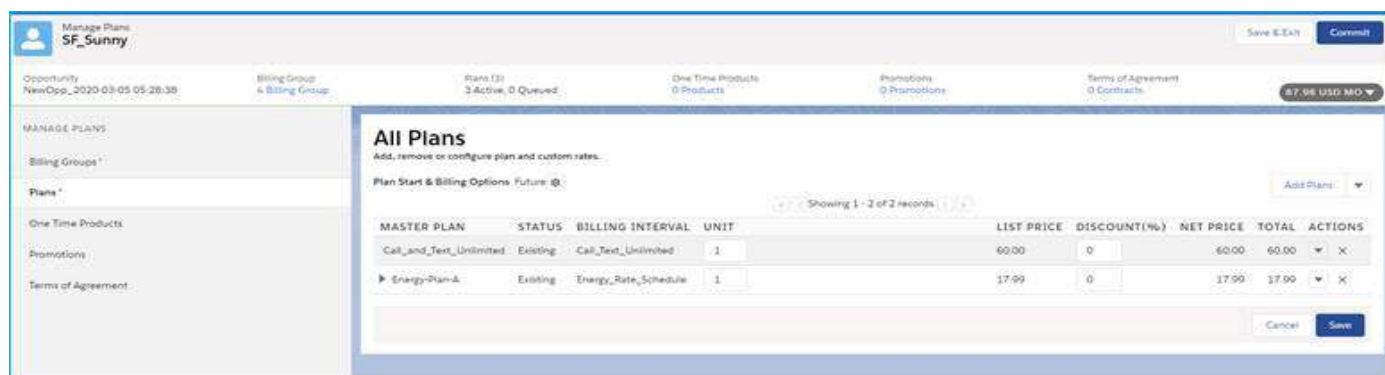 Manage Plans
SF_Sunny
Save & Exit
Commit
Opportunity
Billing Group
Plans (3)
One Time Products
Promotions
Terms of Agreement
NewOpp_2020-03-05 05:28:38
4 Billing Group
3 Active, 0 Queued
0 Products
0 Promotions
0 Contracts
87.98 USD MO
MANAGE PLANS
Billing Groups *
Plans *
One Time Products
Promotions
Terms of Agreement
All Plans
Add, remove or configure plan and custom rates.
Plan Start & Billing Options Future
Add Plans
Showing 1 - 2 of 2 records
MASTER PLAN STATUS BILLING INTERVAL UNIT LIST PRICE DISCOUNT(%) NET PRICE TOTAL ACTIONS
Call_and_Text_Unlimited Existing Call_Text_Unlimited 1 60.00 0 60.00 60.00
Energy-Plan-A Existing Energy_Rate_Schedule 1 17.99 0 17.99 17.99
Cancel
Save